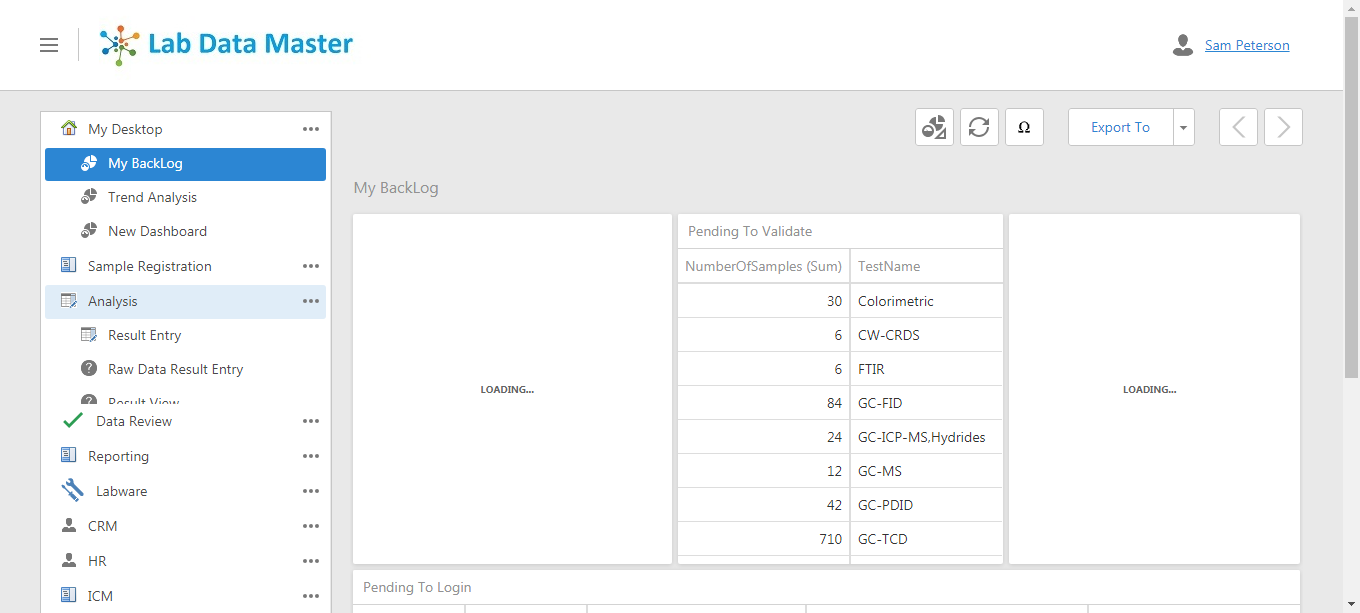 Lab Data Master
Sam Peterson
My Desktop
My BackLog
Trend Analysis
New Dashboard
Sample Registration
Analysis
Result Entry
Raw Data Result Entry
Result View
Data Review
Reporting
Labware
CRM
HR
ICM
Ω
Export To
My BackLog
LOADING...
Pending To Validate
NumberOfSamples (Sum) TestName
30 Colorimetric
6 CW-CRDS
6 FTIR
84 GC-FID
24 GC-ICP-MS,Hydrides
12 GC-MS
42 GC-PDID
710 GC-TCD
LOADING...
Pending To Login